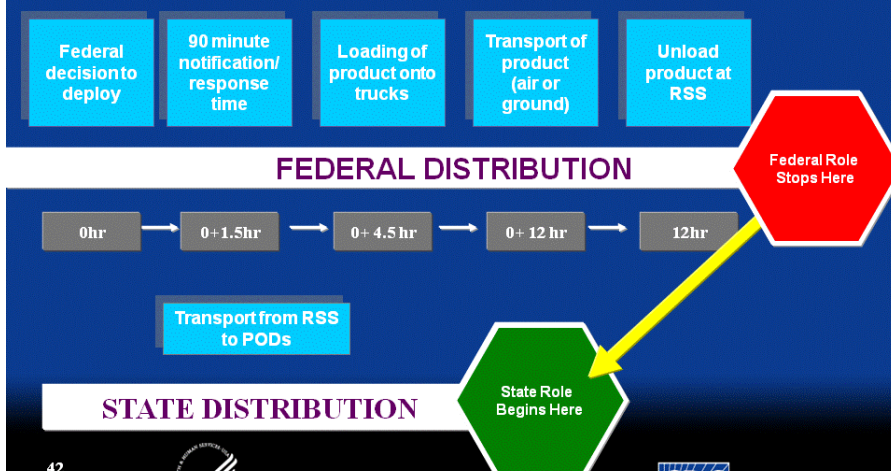 Federal
decision to
deploy
90 minute
notification/
response
time
Loading of
product onto
trucks
Transport of
product
(air or
ground)
Unload
product at
RSS
FEDERAL DISTRIBUTION
Federal Role
Stops Here
0hr
0+1.5hr
0+ 4.5 hr
0+ 12 hr
12hr
Transport from RSS
to PODs
STATE DISTRIBUTION
State Role
Begins Here
42